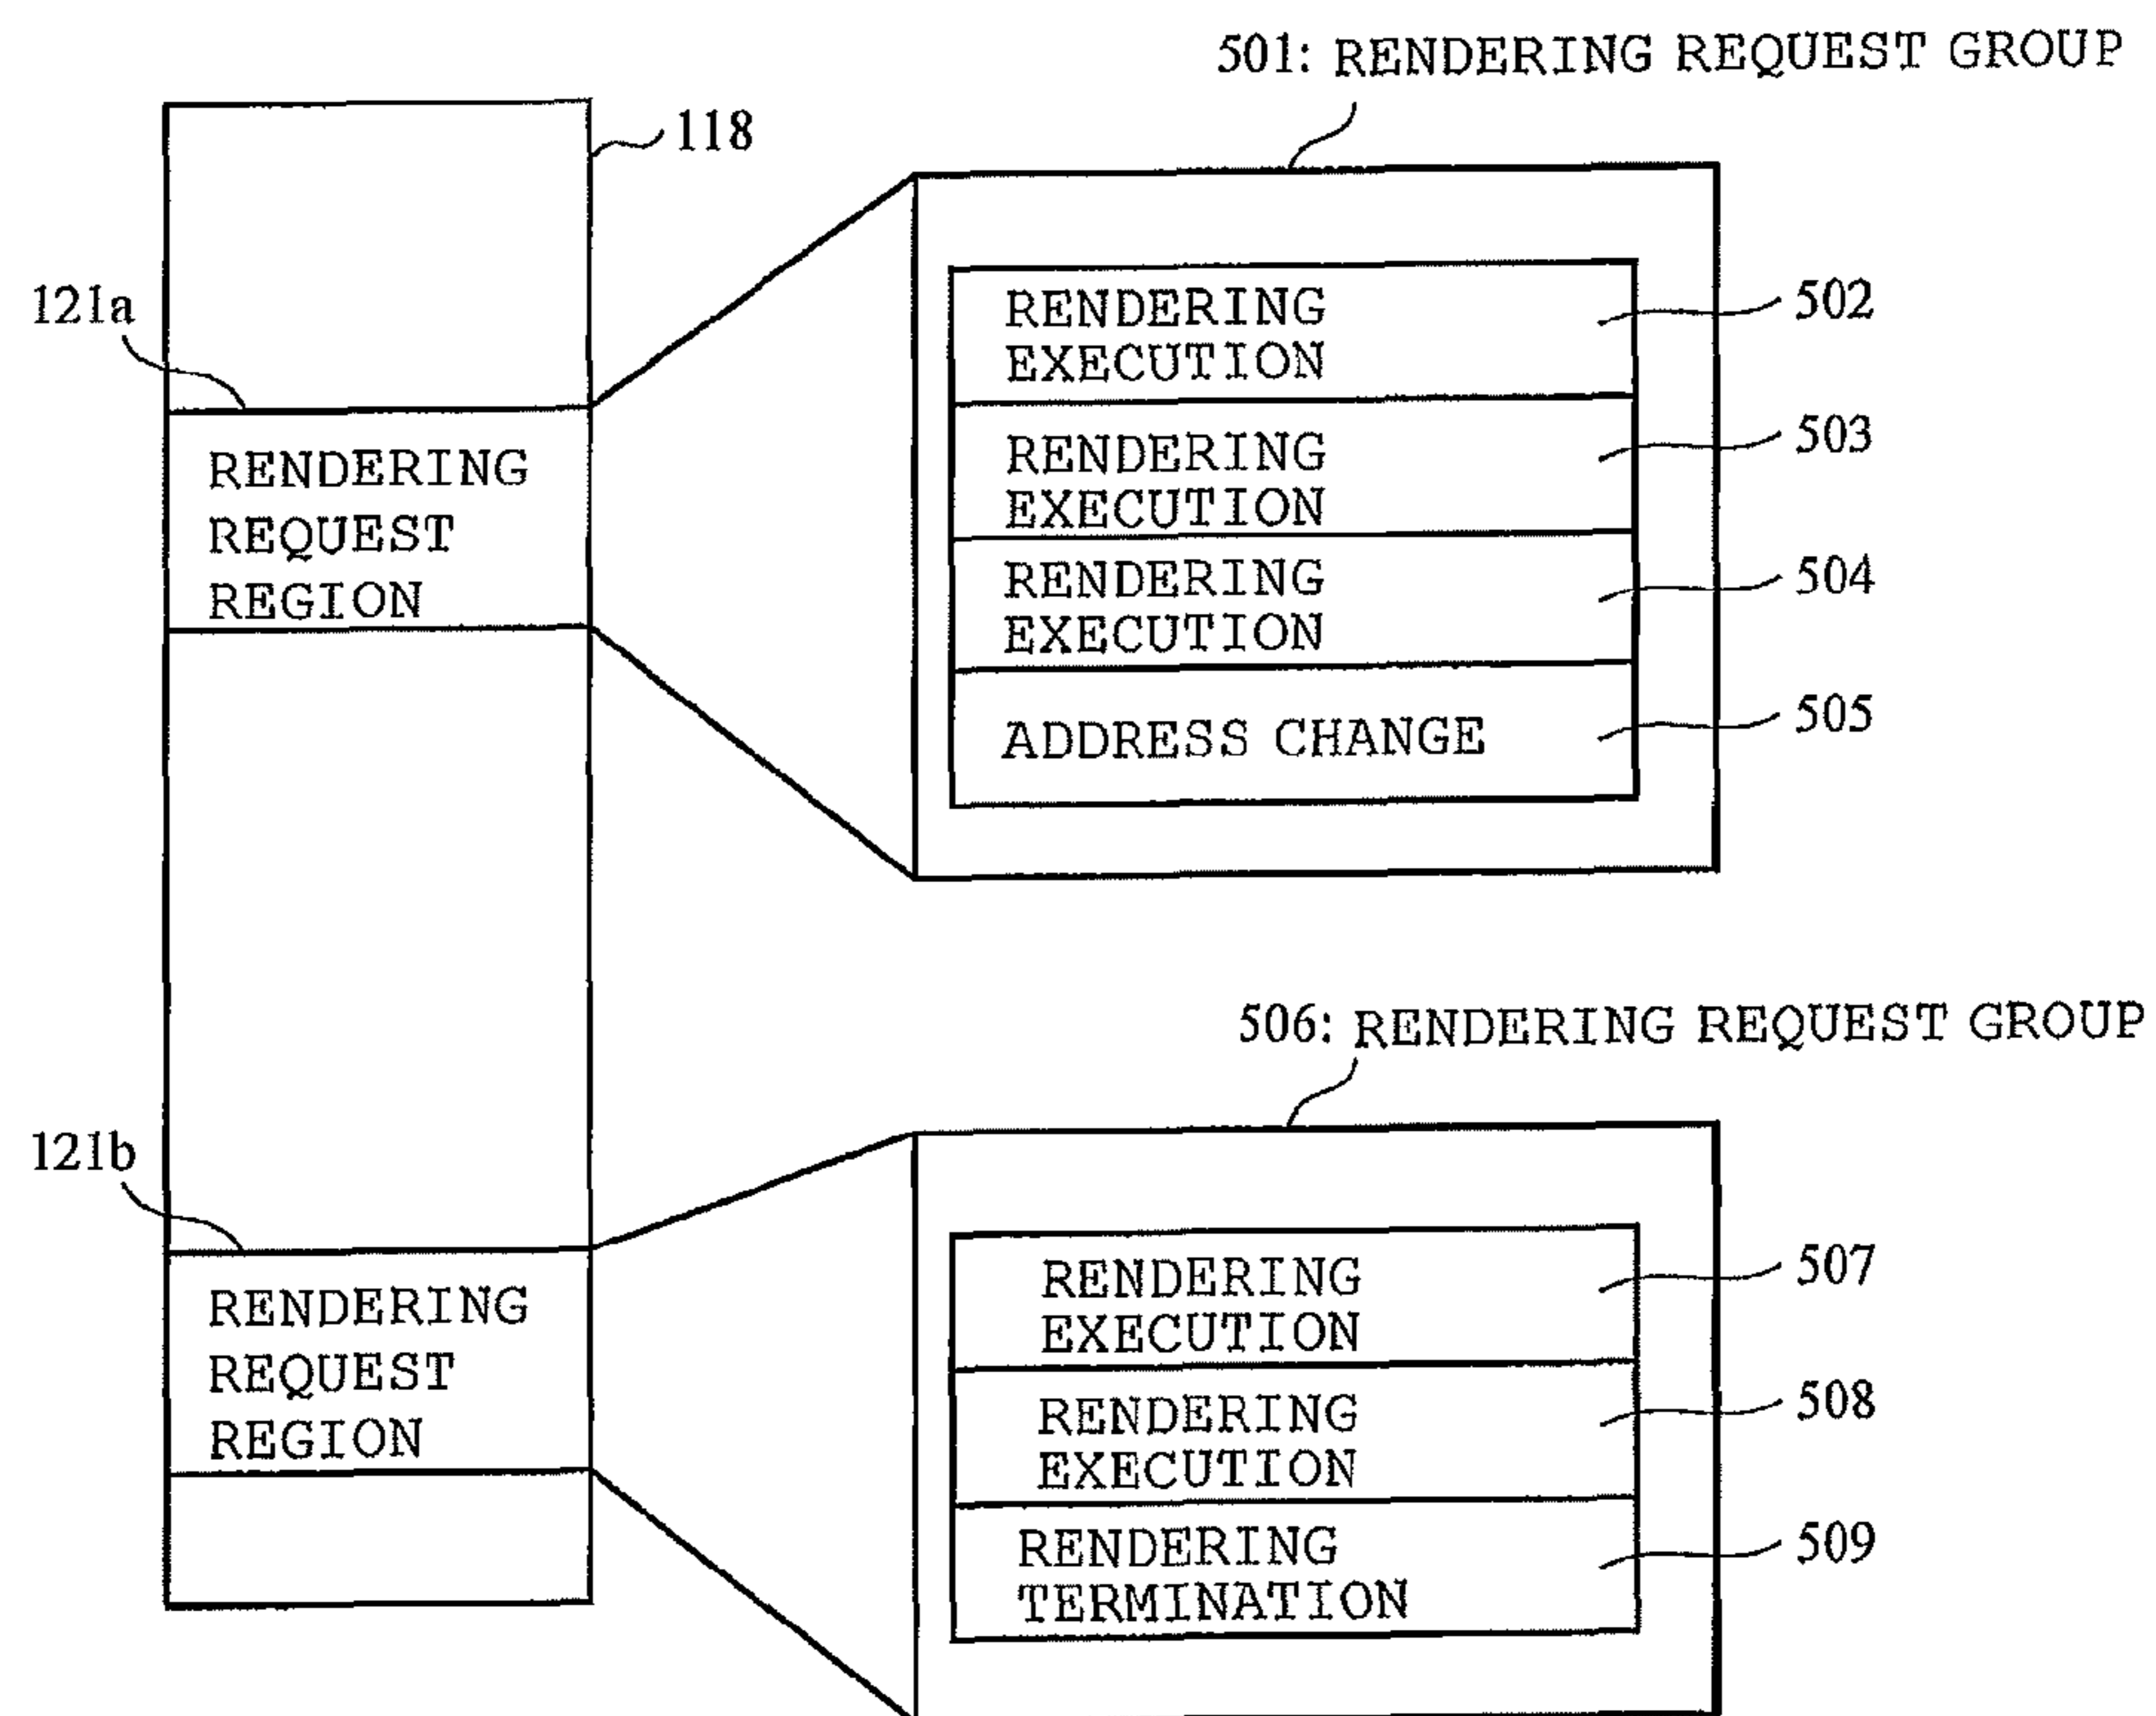 501: RENDERING REQUEST GROUP
118
121a
RENDERING
REQUEST
REGION
RENDERING
EXECUTION
502
RENDERING
EXECUTION
503
RENDERING
EXECUTION
504
ADDRESS CHANGE
505
506: RENDERING REQUEST GROUP
121b
RENDERING
REQUEST
REGION
RENDERING
EXECUTION
507
RENDERING
EXECUTION
508
RENDERING
TERMINATION
509